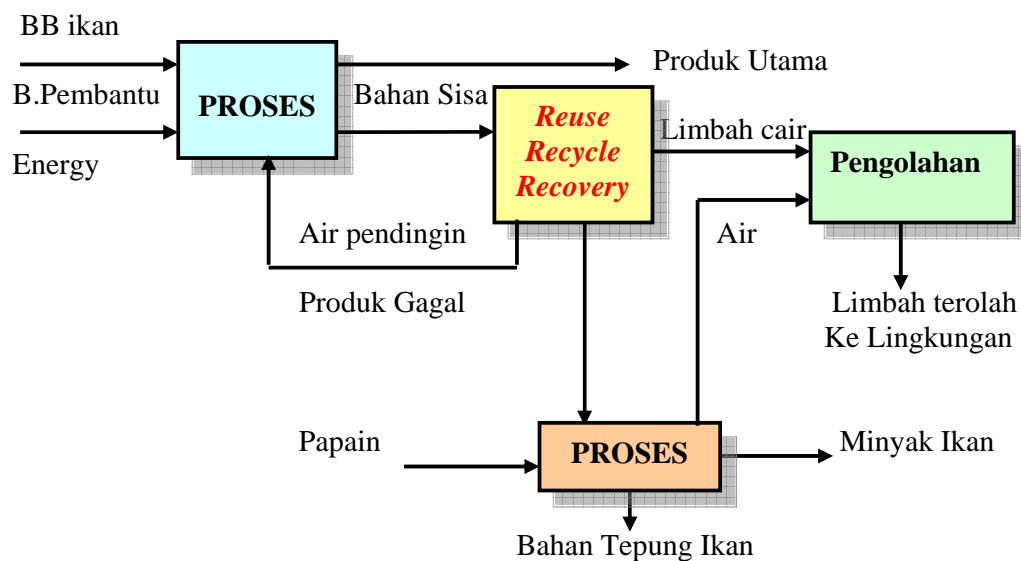 BB ikan
B.Pembantu
Energy
PROSES
Produk Utama
Bahan Sisa
Reuse
Recycle
Recovery
Limbah cair
Pengolahan
Air pendingin
Produk Gagal
Air
Limbah terolah
Ke Lingkungan
Papain
PROSES
Minyak Ikan
Bahan Tepung Ikan